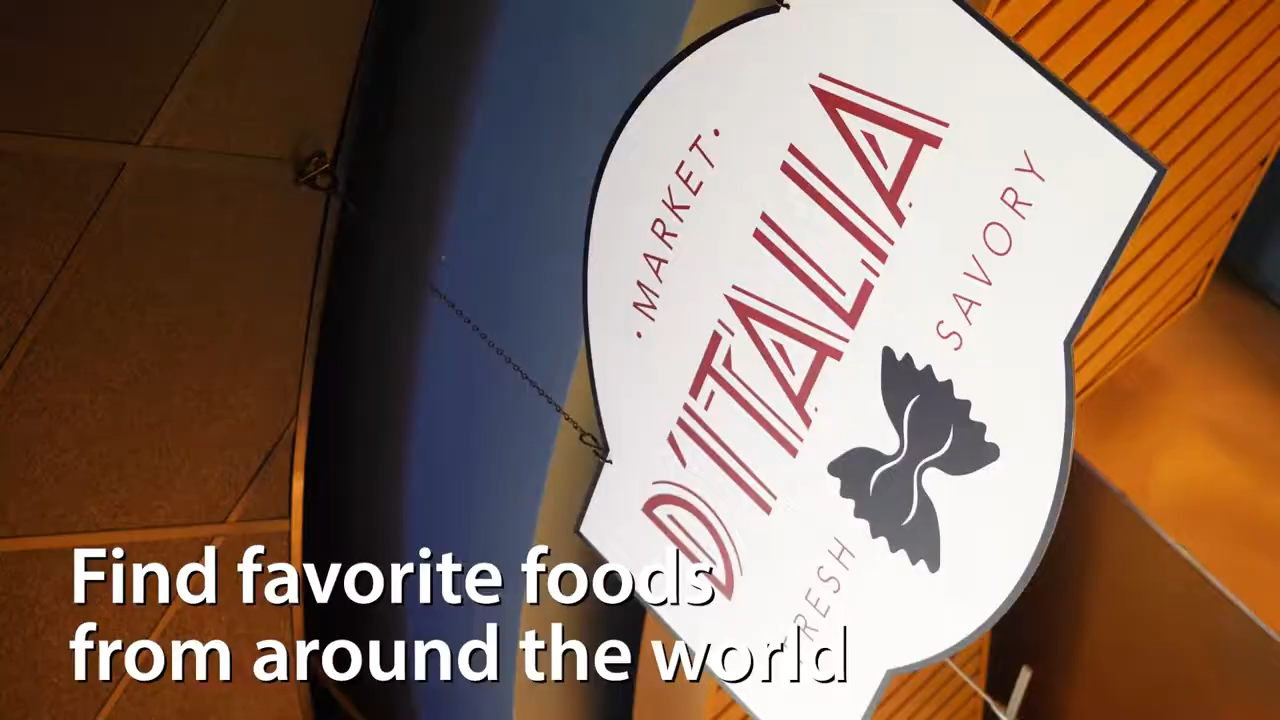 • MARKET •
D'ITALIA
FRESH
SAVORY
Find favorite foods
from around the world